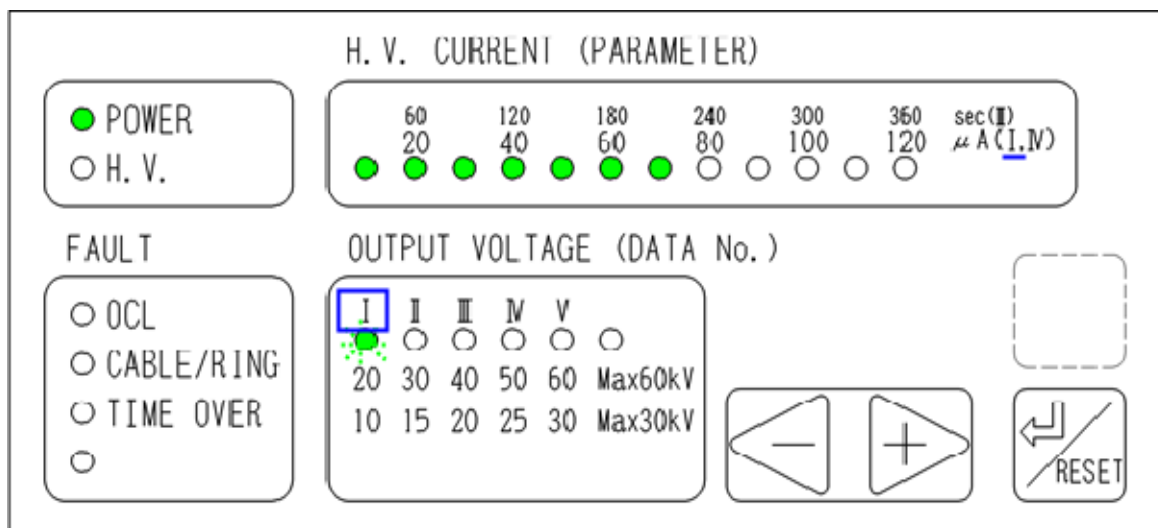 H. V. CURRENT (PARAMETER)
POWER
H. V.
60 120 180 240 300 360 sec(Ⅱ)
20 40 60 80 100 120 μA(Ⅰ,Ⅳ)
FAULT
OCL
CABLE/RING
TIME OVER
OUTPUT VOLTAGE (DATA No.)
Ⅰ Ⅱ Ⅲ Ⅳ Ⅴ
20 30 40 50 60 Max60kV
10 15 20 25 30 Max30kV
−
+
RESET